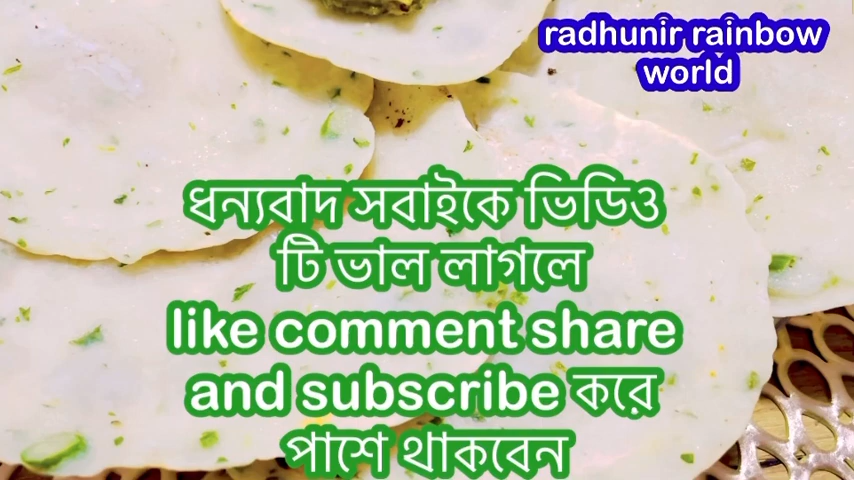 radhunir rainbow
world
ধন্যবাদ সবাইকে ভিডিও
টি ভাল লাগলে
like comment share
and subscribe করে
পাশে থাকবেন